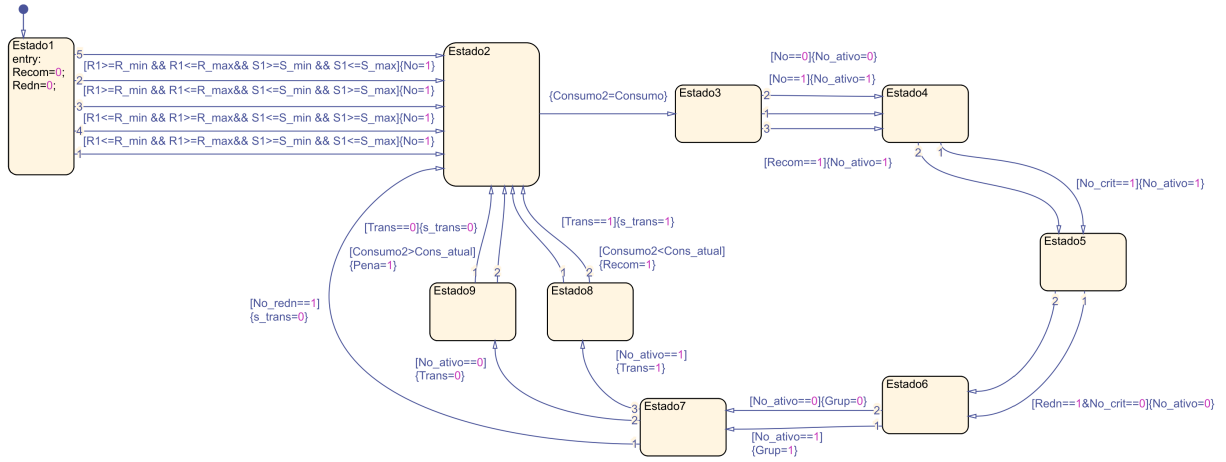 Estado1
entry:
Recom=0;
Redn=0;
5
[R1>=R_min && R1<=R_max&& S1>=S_min && S1<=S_max]{No=1}
2
[R1>=R_min && R1<=R_max&& S1>=S_min && S1<=S_max]{No=1}
3
[R1<=R_min && R1>=R_max&& S1>=S_min && S1<=S_max]{No=1}
4
[R1<=R_min && R1>=R_max&& S1>=S_min && S1<=S_max]{No=1}
1
Estado2
{Consumo2=Consumo}
Estado3
[No==0]{No_ativo=0}
[No==1]{No_ativo=1}
2
1
3
[Recom==1]{No_ativo=1}
Estado4
2
1
[No_crit==1]{No_ativo=1}
Estado5
2
1
[Redn==1&No_crit==0]{No_ativo=0}
Estado6
2
1
[No_ativo==0]{Grup=0}
[No_ativo==1]
{Grup=1}
Estado7
3
2
1
[No_ativo==1]
{Trans=1}
[No_ativo==0]
{Trans=0}
[No_redn==1]
{s_trans=0}
Estado8
1
2
[Trans==1]{s_trans=1}
[Consumo2<Cons_atual]
{Recom=1}
Estado9
1
2
[Trans==0]{s_trans=0}
[Consumo2>Cons_atual]
{Pena=1}